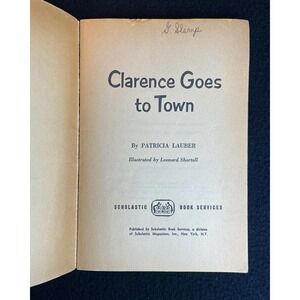 Clarence Goes
to Town
By PATRICIA LAUBER
Illustrated by Leonard Shortall
SCHOLASTIC BOOK SERVICES
Published by Scholastic Book Services, a division
of Scholastic Magazines, Inc., New York, N.Y.